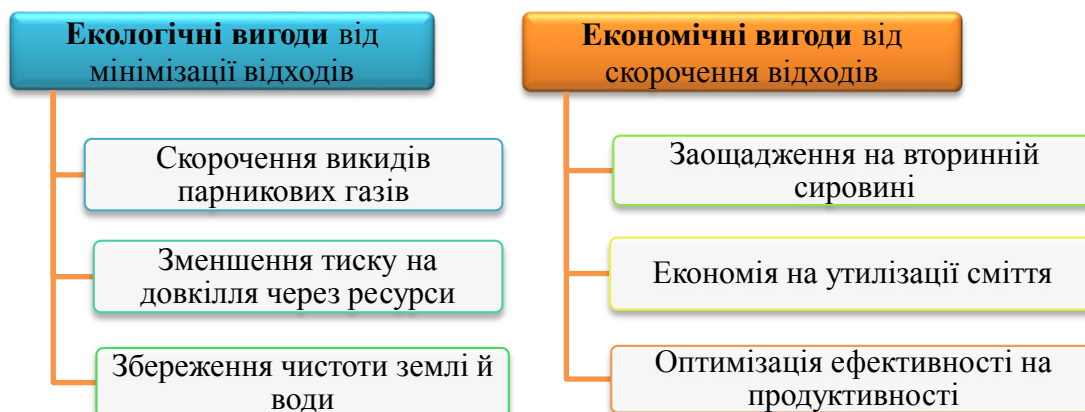 Екологічні вигоди від
мінімізації відходів
Скорочення викидів
парникових газів
Зменшення тиску на
довкілля через ресурси
Збереження чистоти землі й
води
Економічні вигоди від
скорочення відходів
Заощадження на вторинній
сировині
Економія на утилізації сміття
Оптимізація ефективності на
продуктивності